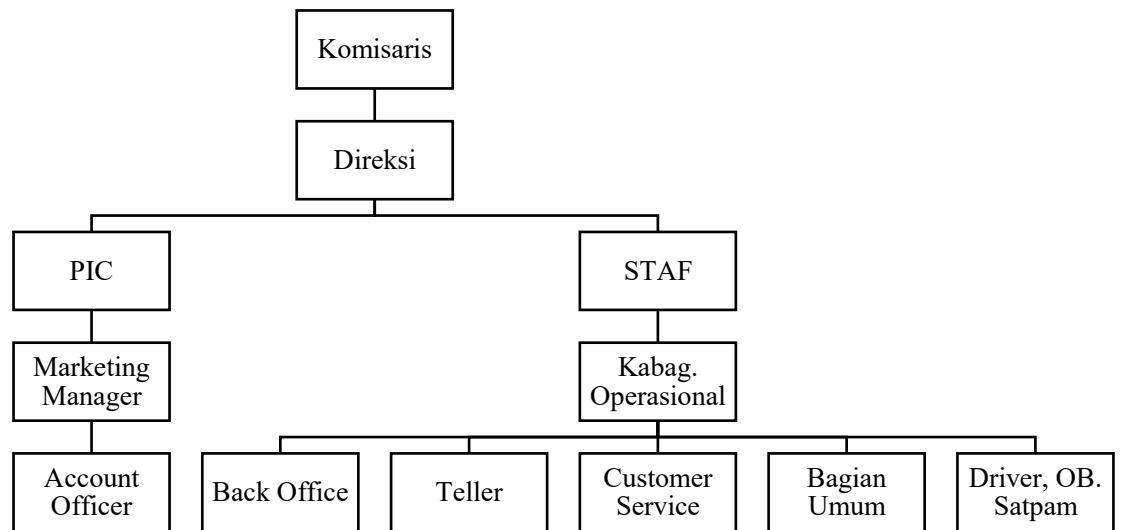 Komisaris
Direksi
PIC
STAF
Marketing
Manager
Kabag.
Operasional
Account
Officer
Back Office
Teller
Customer
Service
Bagian
Umum
Driver, OB.
Satpam